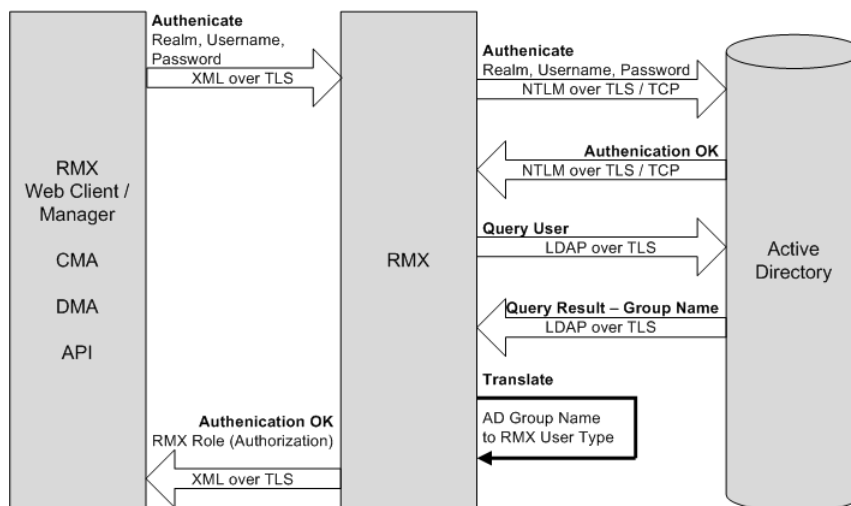 Authenicate
Realm, Username,
Password
XML over TLS
Authenicate
Realm, Username, Password
NTLM over TLS / TCP
Authenication OK
NTLM over TLS / TCP
RMX
Web Client /
Manager
CMA
DMA
API
RMX
Query User
LDAP over TLS
Active
Directory
Query Result – Group Name
LDAP over TLS
Translate
AD Group Name
to RMX User Type
Authenication OK
RMX Role (Authorization)
XML over TLS